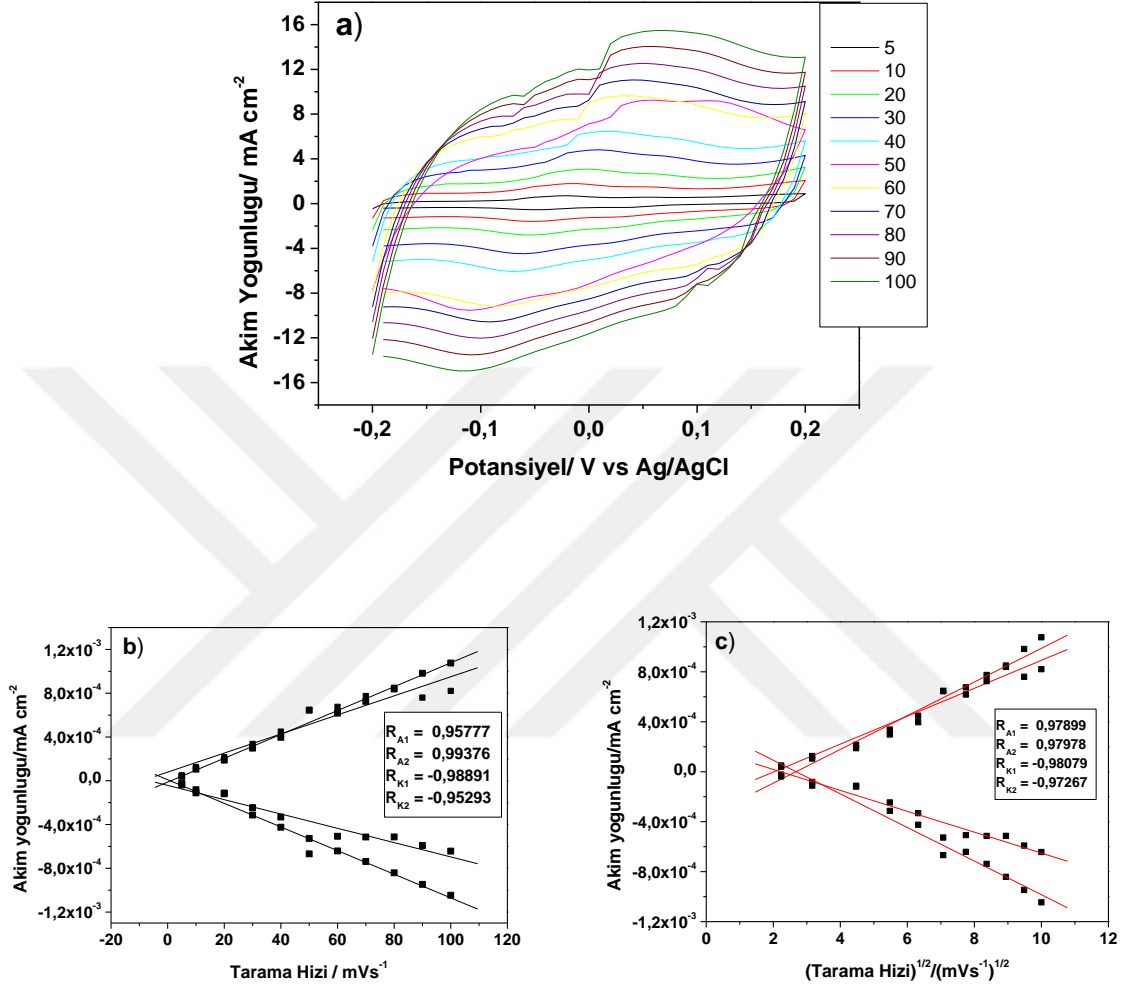 a)
16
12
8
4
0
-4
-8
-12
-16
Akim Yogunlugu/ mA cm-2
-0,2
-0,1
0,0
0,1
0,2
Potansiyel/ V vs Ag/AgCl
5
10
20
30
40
50
60
70
80
90
100
b)
1,2x10-3
8,0x10-4
4,0x10-4
0,0
-4,0x10-4
-8,0x10-4
-1,2x10-3
Akim yogunlugu/mA cm-2
-20
0
20
40
60
80
100
120
Tarama Hizi / mVs-1
RA1 = 0,95777
RA2 = 0,99376
RK1 = -0,98891
RK2 = -0,95293
c)
1,2x10-3
8,0x10-4
4,0x10-4
0,0
-4,0x10-4
-8,0x10-4
-1,2x10-3
Akim yogunlugu/mA cm-2
0
2
4
6
8
10
12
(Tarama Hizi)1/2/(mVs-1)1/2
RA1 = 0,97899
RA2 = 0,97978
RK1 = -0,98079
RK2 = -0,97267